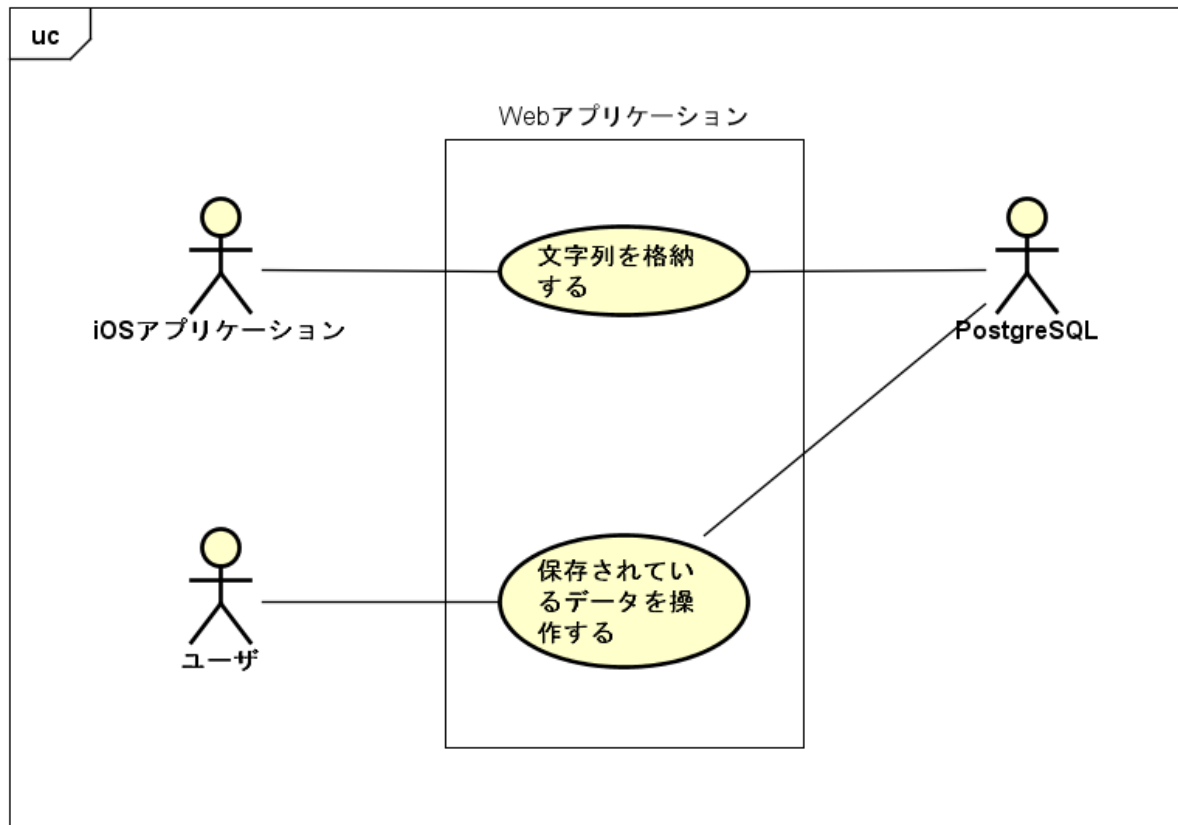 uc
Webアプリケーション
文字列を格納
する
iOSアプリケーション
PostgreSQL
保存されてい
るデータを操
作する
ユーザ